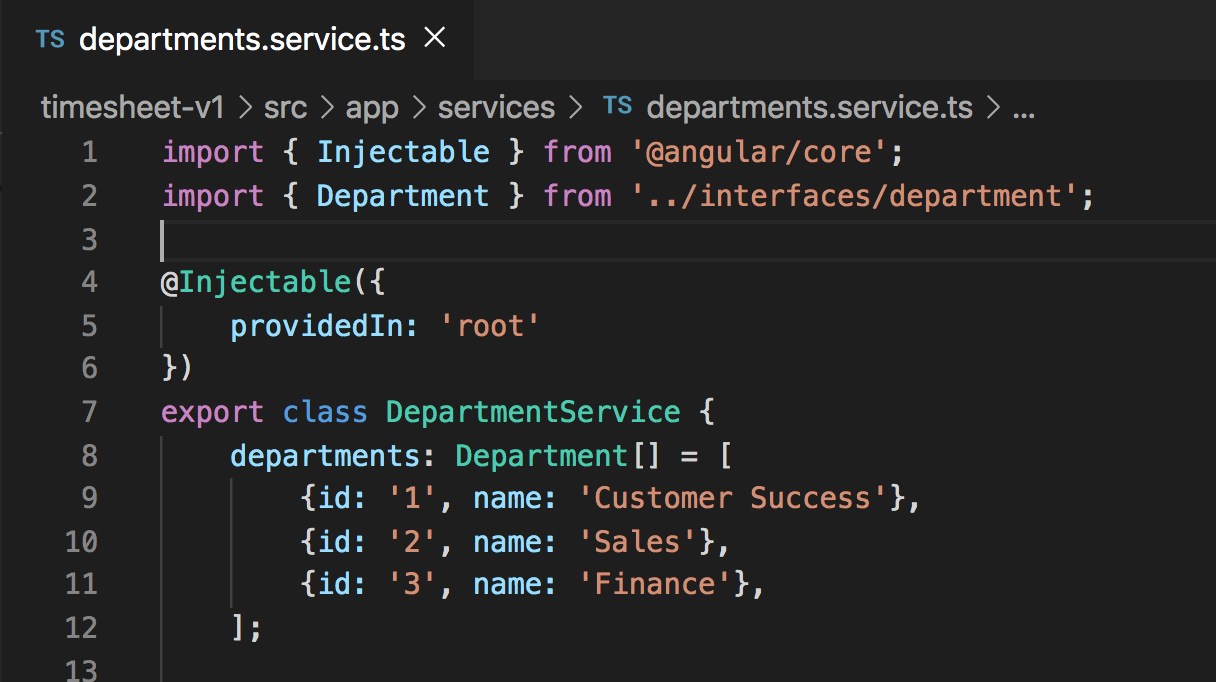 TS departments.service.ts ×
timesheet-v1 > src > app > services > TS departments.service.ts > ...
1 import { Injectable } from '@angular/core';
2 import { Department } from '../interfaces/department';
3
4 @Injectable({
5     providedIn: 'root'
6 })
7 export class DepartmentService {
8     departments: Department[] = [
9         {id: '1', name: 'Customer Success'},
10         {id: '2', name: 'Sales'},
11         {id: '3', name: 'Finance'},
12     ];
13